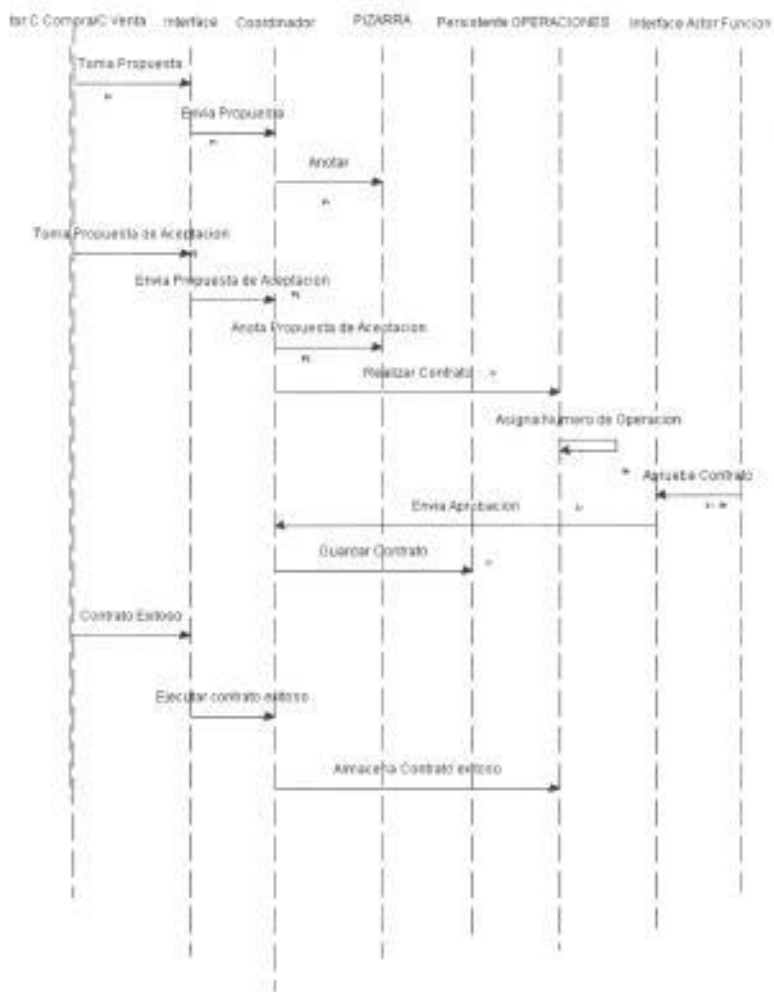 tor C Compra/C Venta Interface Coordinador PIZARRA Persistente OPERACIONES Interface Actor Funcion
Toma Propuesta
Envia Propuesta
Anotar
Toma Propuesta de Aceptacion
Envia Propuesta de Aceptacion
Anota Propuesta de Aceptacion
Realizar Contrato
Asigna Numero de Operacion
Aprueba Contrato
Envia Aprobacion
Guardar Contrato
Contrato Exitoso
Ejecutar contrato exitoso
Almacena Contrato exitoso